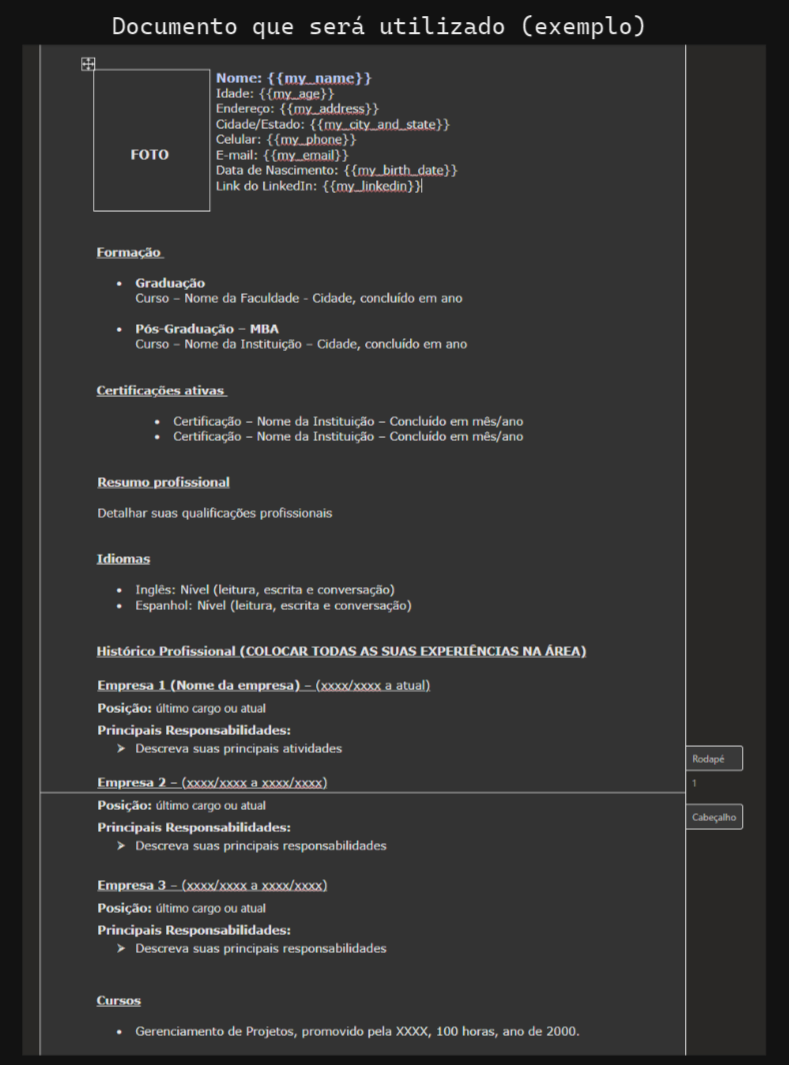 Documento que será utilizado (exemplo)
FOTO
Nome: {{my_name}}
Idade: {{my_age}}
Endereço: {{my_address}}
Cidade/Estado: {{my_city_and_state}}
Celular: {{my_phone}}
E-mail: {{my_email}}
Data de Nascimento: {{my_birth_date}}
Link do LinkedIn: {{my_linkedin}}
Formação
• Graduação
Curso – Nome da Faculdade - Cidade, concluído em ano
• Pós-Graduação – MBA
Curso – Nome da Instituição – Cidade, concluído em ano
Certificações ativas
• Certificação – Nome da Instituição – Concluído em mês/ano
• Certificação – Nome da Instituição – Concluído em mês/ano
Resumo profissional
Detalhar suas qualificações profissionais
Idiomas
• Inglês: Nível (leitura, escrita e conversação)
• Espanhol: Nível (leitura, escrita e conversação)
Histórico Profissional (COLOCAR TODAS AS SUAS EXPERIÊNCIAS NA ÁREA)
Empresa 1 (Nome da empresa) – (xxxx/xxxx a atual)
Posição: último cargo ou atual
Principais Responsabilidades:
➤ Descreva suas principais atividades
Empresa 2 – (xxxx/xxxx a xxxx/xxxx)
Rodapé
1
Cabeçalho
Posição: último cargo ou atual
Principais Responsabilidades:
➤ Descreva suas principais responsabilidades
Empresa 3 – (xxxx/xxxx a xxxx/xxxx)
Posição: último cargo ou atual
Principais Responsabilidades:
➤ Descreva suas principais responsabilidades
Cursos
• Gerenciamento de Projetos, promovido pela XXXX, 100 horas, ano de 2000.